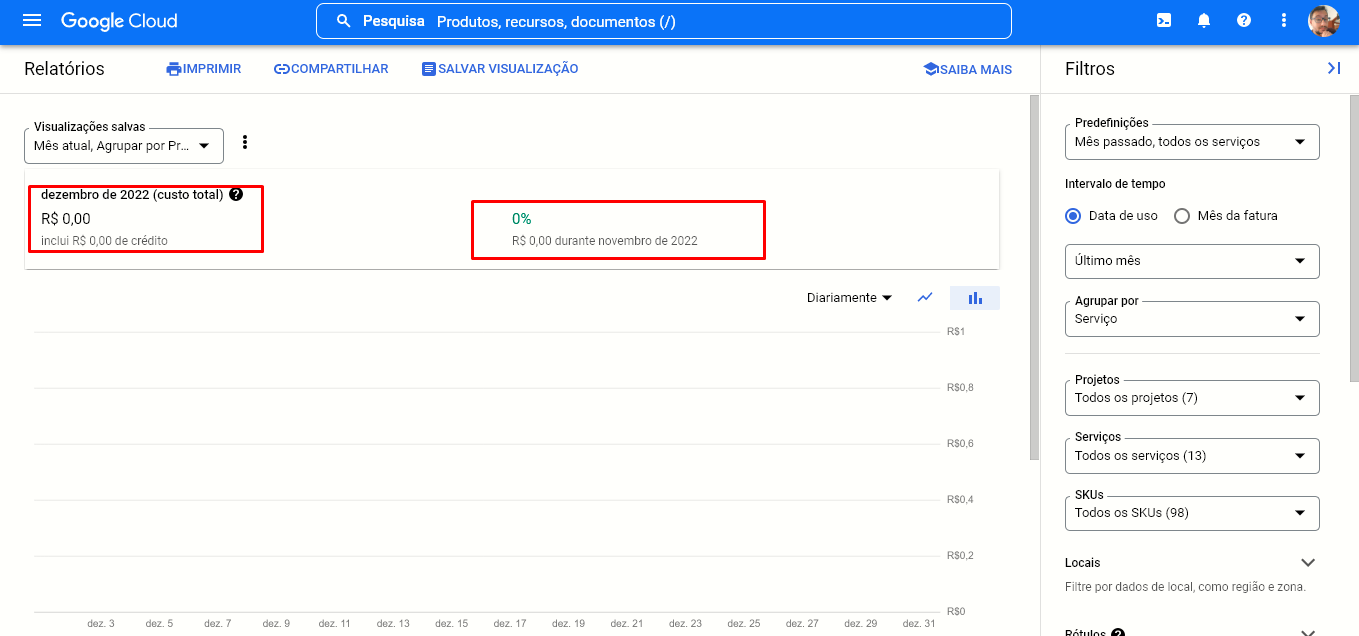 Google Cloud
Pesquisa Produtos, recursos, documentos (/)
Relatórios
IMPRIMIR
COMPARTILHAR
SALVAR VISUALIZAÇÃO
SAIBA MAIS
Visualizações salvas
Mês atual, Agrupar por Pr...
dezembro de 2022 (custo total)
R$ 0,00
inclui R$ 0,00 de crédito
0%
R$ 0,00 durante novembro de 2022
Diariamente
R$1
R$0,8
R$0,6
R$0,4
R$0,2
R$0
dez. 3 dez. 5 dez. 7 dez. 9 dez. 11 dez. 13 dez. 15 dez. 17 dez. 19 dez. 21 dez. 23 dez. 25 dez. 27 dez. 29 dez. 31
Filtros
Predefinições
Mês passado, todos os serviços
Intervalo de tempo
Data de uso Mês da fatura
Último mês
Agrupar por
Serviço
Projetos
Todos os projetos (7)
Serviços
Todos os serviços (13)
SKUs
Todos os SKUs (98)
Locais
Filtre por dados de local, como região e zona.
Rótulos